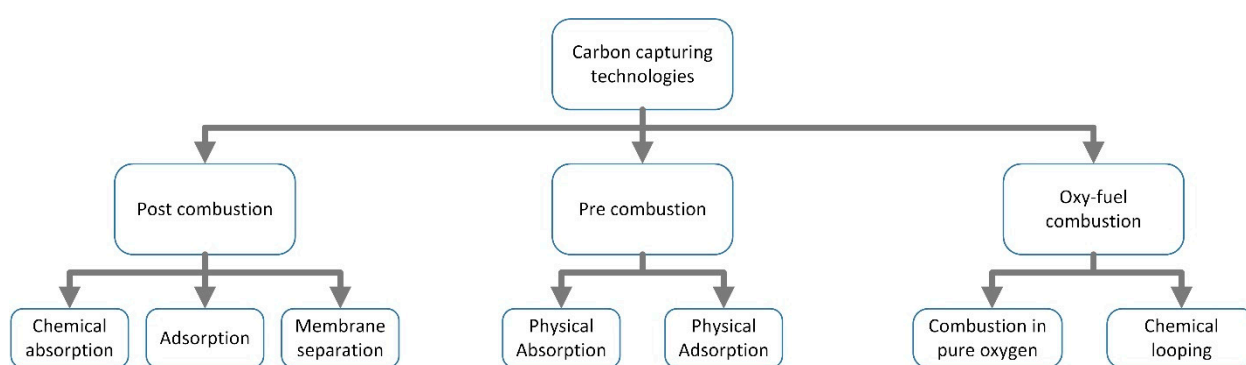 Carbon capturing
technologies
Post combustion
Pre combustion
Oxy-fuel
combustion
Chemical
absorption
Adsorption
Membrane
separation
Physical
Absorption
Physical
Adsorption
Combustion in
pure oxygen
Chemical
looping